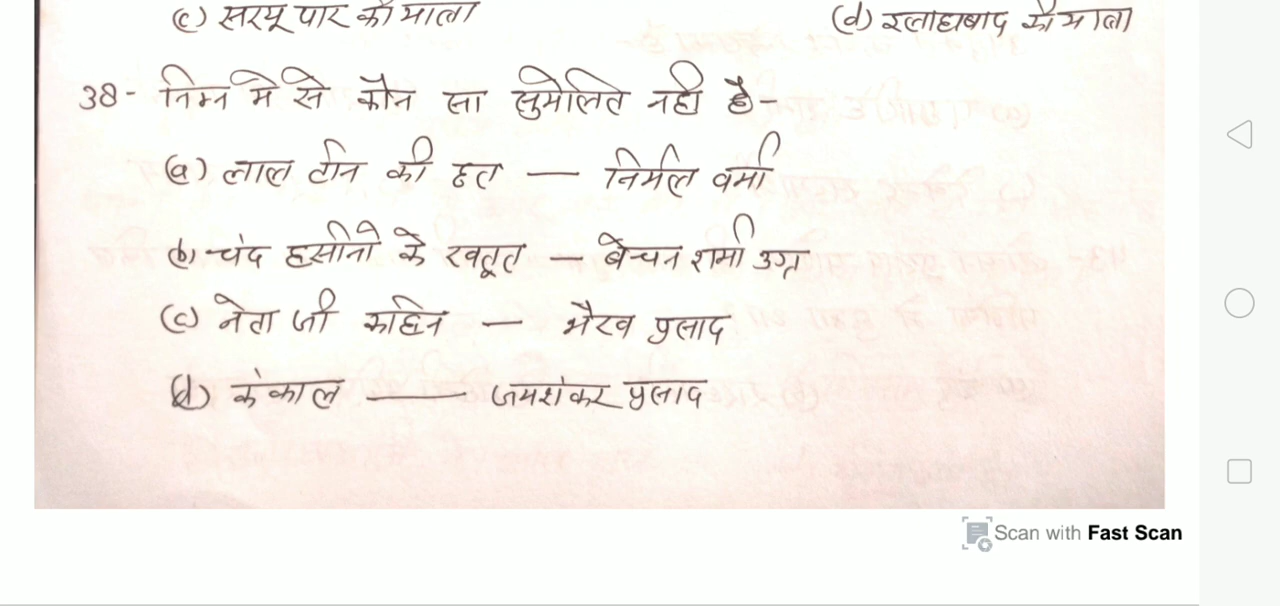 (c) सरयू पार की माला (d) इलाहाबाद की माला
38- निम्न मे से कौन सा सुमेलित नही है-
(a) लाल टीन की छत — निर्मल वर्मा
(b) चंद हसीनो के खतूत — बेचन शर्मा उग्र
(c) नेता जी कहिन — भैरव प्रसाद
(d) कंकाल — जयशंकर प्रसाद
Scan with Fast Scan